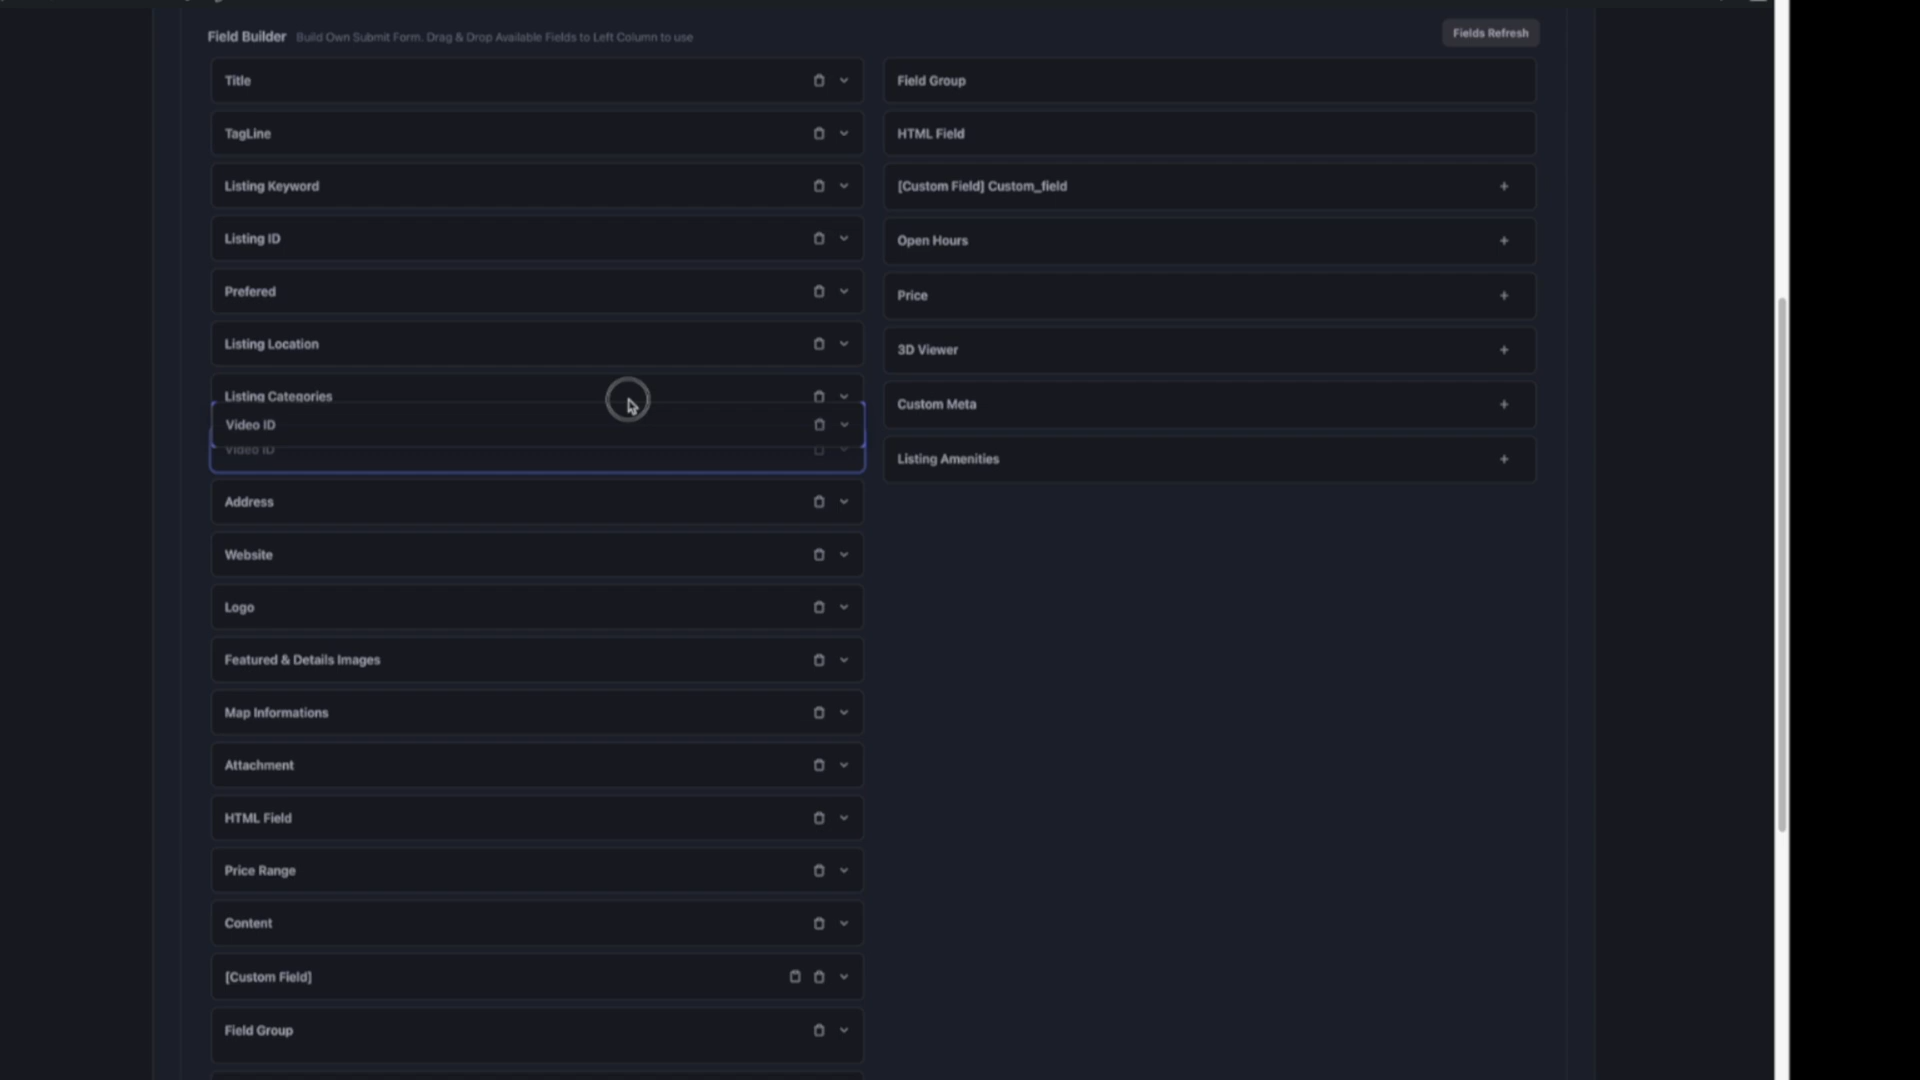 Field Builder Build Own Submit Form. Drag & Drop Available Fields to Left Column to use
Fields Refresh
Title
TagLine
Listing Keyword
Listing ID
Prefered
Listing Location
Listing Categories
Video ID
Video ID
Address
Website
Logo
Featured & Details Images
Map Informations
Attachment
HTML Field
Price Range
Content
[Custom Field]
Field Group
Field Group
HTML Field
[Custom Field] Custom_field
Open Hours
Price
3D Viewer
Custom Meta
Listing Amenities